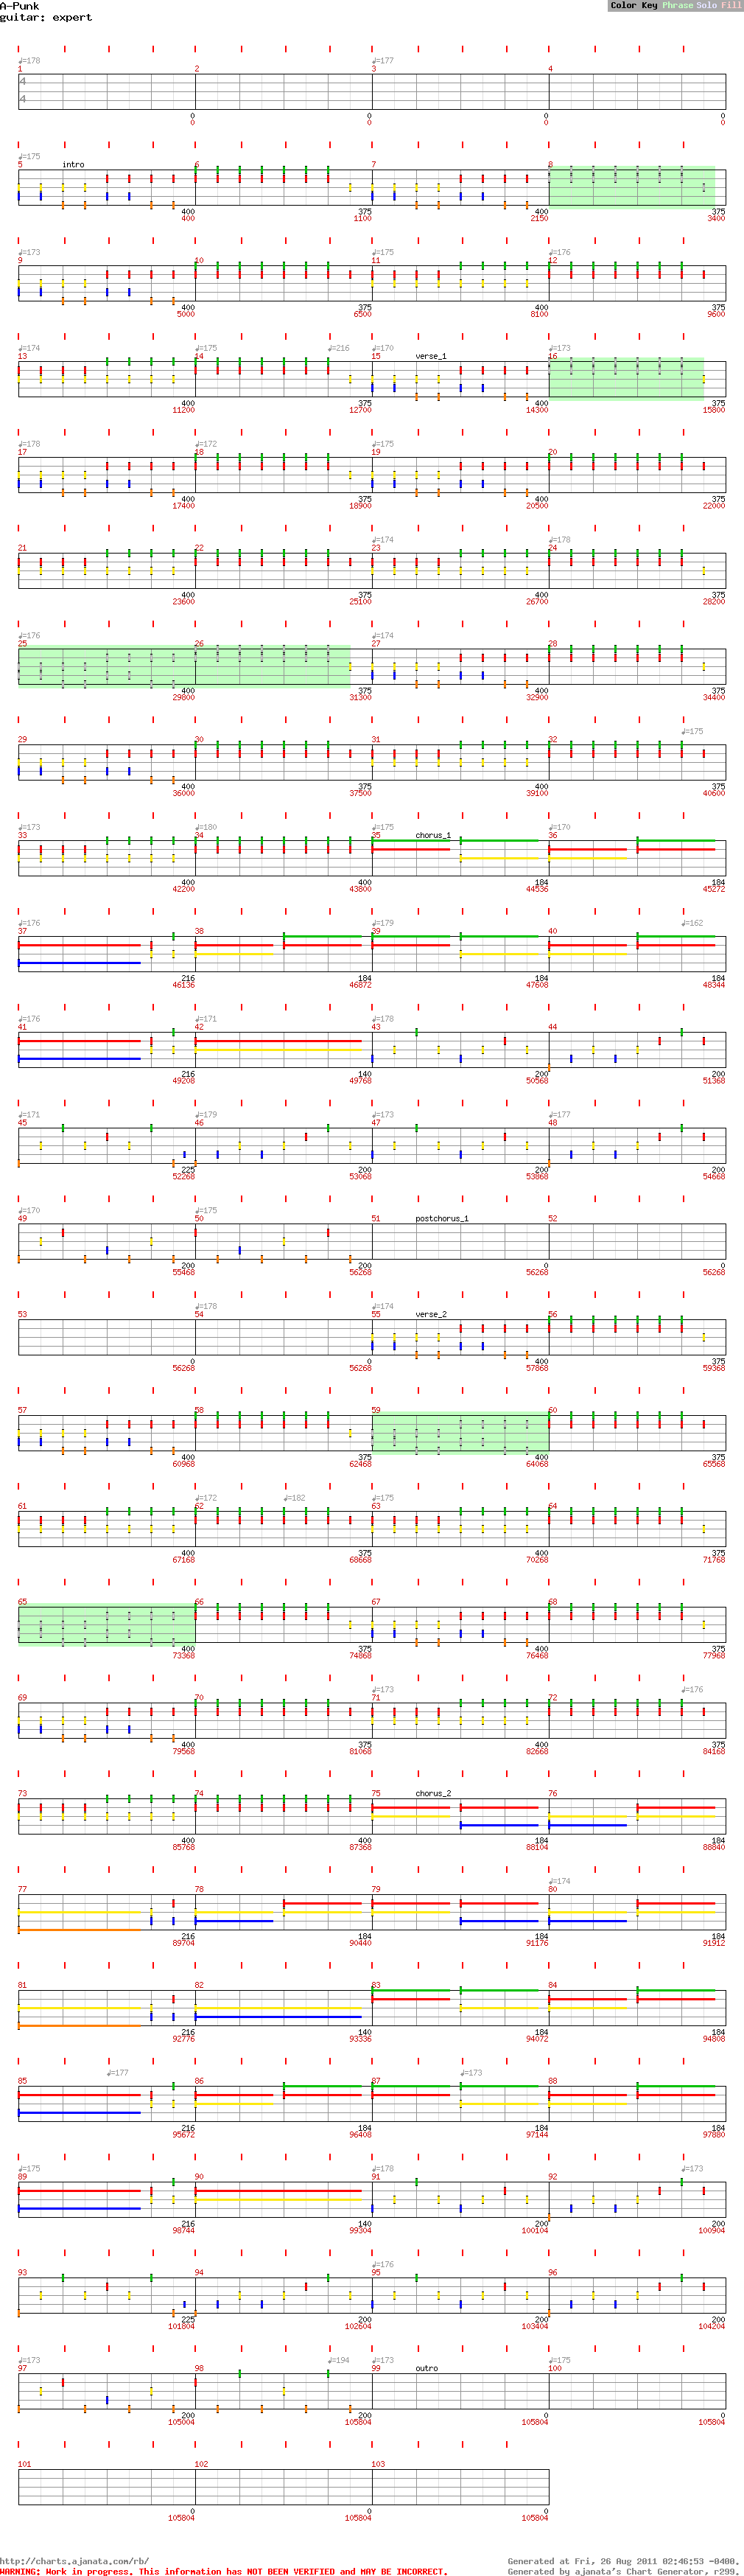 A-Punk
guitar: expert
Color Key Phrase Solo Fill
♩=178 ♩=177
1 2 3 4
4
4
0 0 0 0
0 0 0 0
♩=175
5 intro 6 7 8
400 375 400 375
400 1100 2150 3400
♩=173 ♩=175 ♩=176
9 10 11 12
400 375 400 375
5000 6500 8100 9600
♩=174 ♩=175 ♩=216 ♩=170 ♩=173
13 14 15 verse_1 16
400 375 400 375
11200 12700 14300 15800
♩=178 ♩=172 ♩=175
17 18 19 20
400 375 400 375
17400 18900 20500 22000
♩=174 ♩=178
21 22 23 24
400 375 400 375
23600 25100 26700 28200
♩=176 ♩=174
25 26 27 28
400 375 400 375
29800 31300 32900 34400
♩=175
29 30 31 32
400 375 400 375
36000 37500 39100 40600
♩=173 ♩=180 ♩=175 ♩=170
33 34 35 chorus_1 36
400 400 184 184
42200 43800 44536 45272
♩=176 ♩=179 ♩=162
37 38 39 40
216 184 184 184
46136 46872 47608 48344
♩=176 ♩=171 ♩=178
41 42 43 44
216 140 200 200
49208 49768 50568 51368
♩=171 ♩=179 ♩=173 ♩=177
45 46 47 48
225 200 200 200
52268 53068 53868 54668
♩=170 ♩=175
49 50 51 postchorus_1 52
200 200 0 0
55468 56268 56268 56268
♩=178 ♩=174
53 54 55 verse_2 56
0 0 400 375
56268 56268 57868 59368
57 58 59 60
400 375 400 375
60968 62468 64068 65568
♩=172 ♩=182 ♩=175
61 62 63 64
400 375 400 375
67168 68668 70268 71768
65 66 67 68
400 375 400 375
73368 74868 76468 77968
♩=173 ♩=176
69 70 71 72
400 375 400 375
79568 81068 82668 84168
73 74 75 chorus_2 76
400 400 184 184
85768 87368 88104 88840
♩=174
77 78 79 80
216 184 184 184
89704 90440 91176 91912
81 82 83 84
216 140 184 184
92776 93336 94072 94808
♩=177 ♩=173
85 86 87 88
216 184 184 184
95672 96408 97144 97880
♩=175 ♩=178 ♩=173
89 90 91 92
216 140 200 200
98744 99304 100104 100904
♩=176
93 94 95 96
225 200 200 200
101804 102604 103404 104204
♩=173 ♩=194 ♩=173 ♩=175
97 98 99 outro 100
200 200 0 0
105004 105804 105804 105804
101 102 103
0 0 0
105804 105804 105804
http://charts.ajanata.com/rb/ Generated at Fri, 26 Aug 2011 02:46:53 -0400.
WARNING: Work in progress. This information has NOT BEEN VERIFIED and MAY BE INCORRECT. Generated by ajanata's Chart Generator, r299.